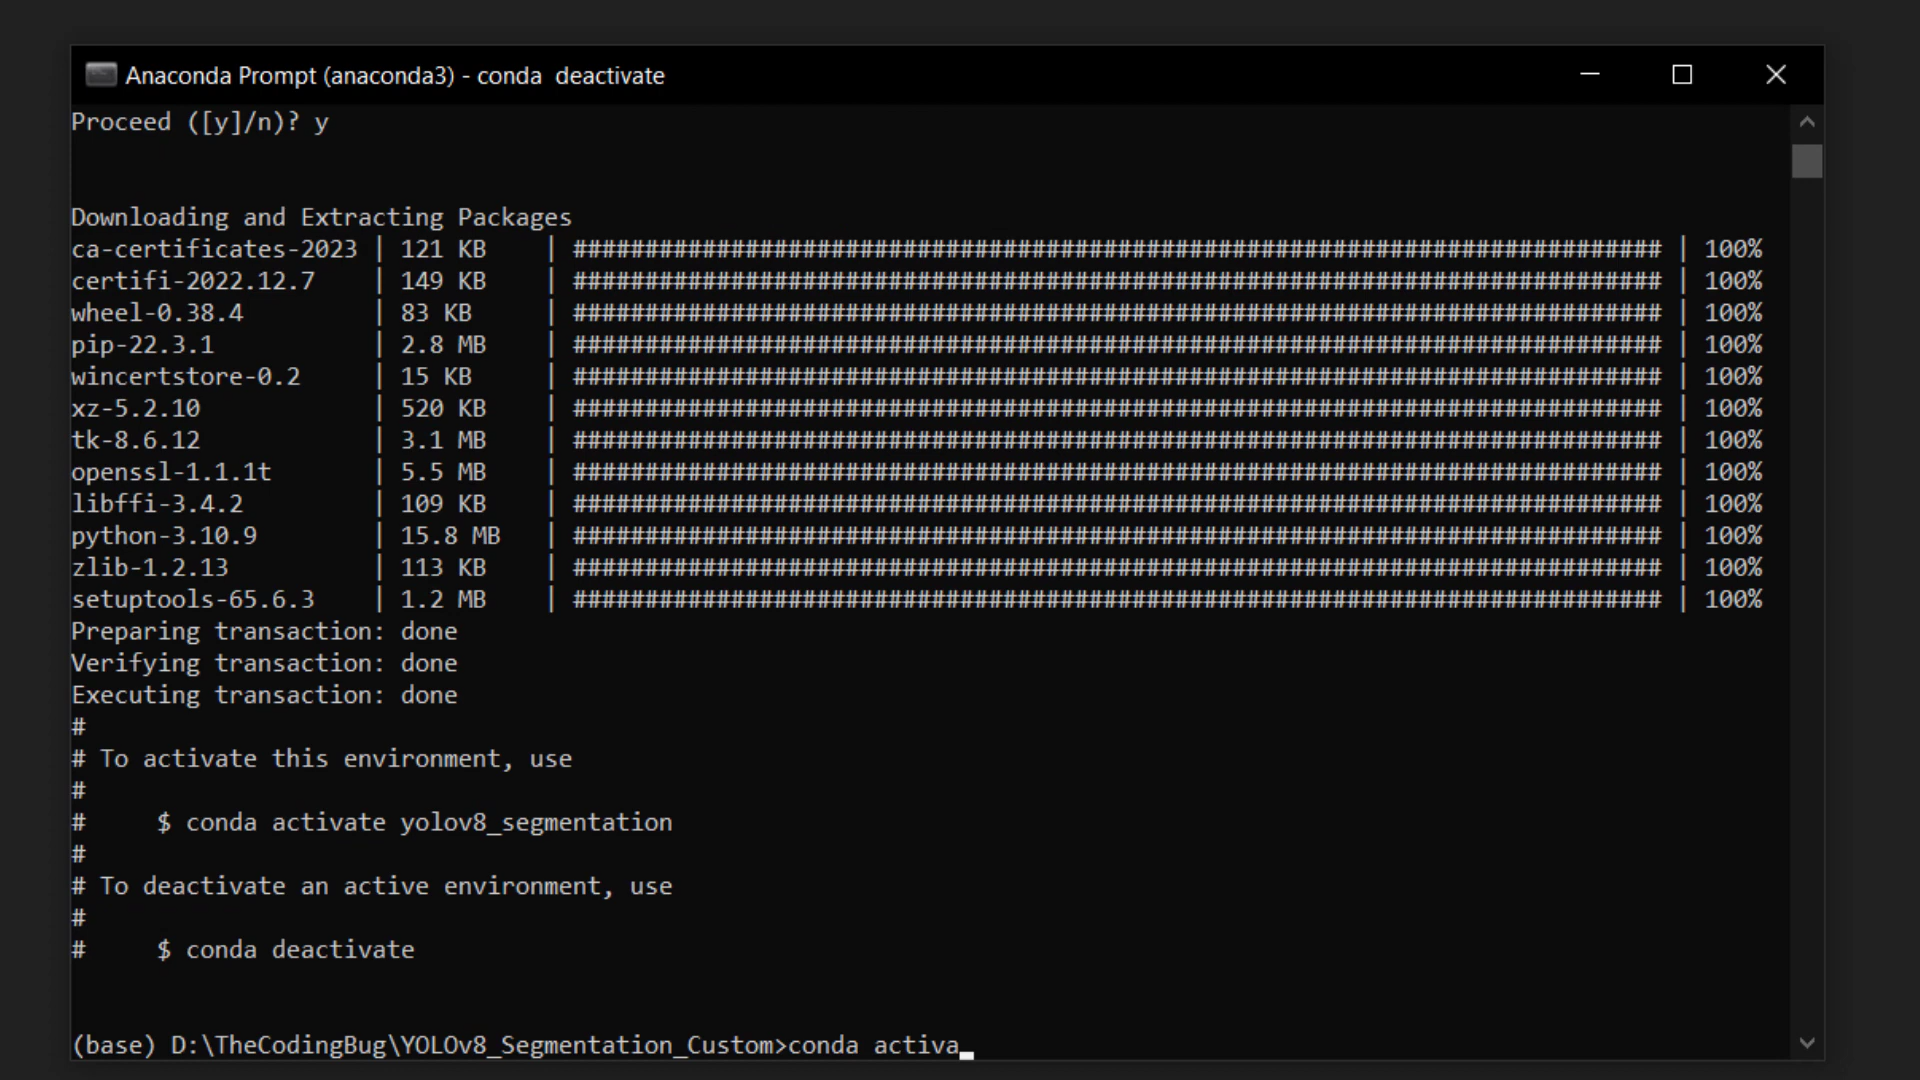 Anaconda Prompt (anaconda3) - conda  deactivate
Proceed ([y]/n)? y
Downloading and Extracting Packages
ca-certificates-2023 | 121 KB    | ############################################################################ | 100%
certifi-2022.12.7    | 149 KB    | ############################################################################ | 100%
wheel-0.38.4         | 83 KB     | ############################################################################ | 100%
pip-22.3.1           | 2.8 MB    | ############################################################################ | 100%
wincertstore-0.2     | 15 KB     | ############################################################################ | 100%
xz-5.2.10            | 520 KB    | ############################################################################ | 100%
tk-8.6.12            | 3.1 MB    | ############################################################################ | 100%
openssl-1.1.1t       | 5.5 MB    | ############################################################################ | 100%
libffi-3.4.2         | 109 KB    | ############################################################################ | 100%
python-3.10.9        | 15.8 MB   | ############################################################################ | 100%
zlib-1.2.13          | 113 KB    | ############################################################################ | 100%
setuptools-65.6.3    | 1.2 MB    | ############################################################################ | 100%
Preparing transaction: done
Verifying transaction: done
Executing transaction: done
#
# To activate this environment, use
#
#     $ conda activate yolov8_segmentation
#
# To deactivate an active environment, use
#
#     $ conda deactivate
(base) D:\TheCodingBug\YOLOv8_Segmentation_Custom>conda activa_